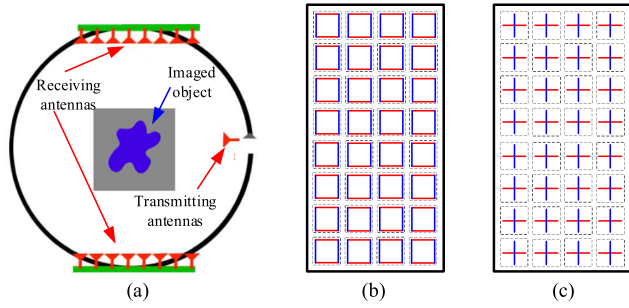 Receiving
antennas
Imaged
object
Transmitting
antennas
(a)
(b)
(c)